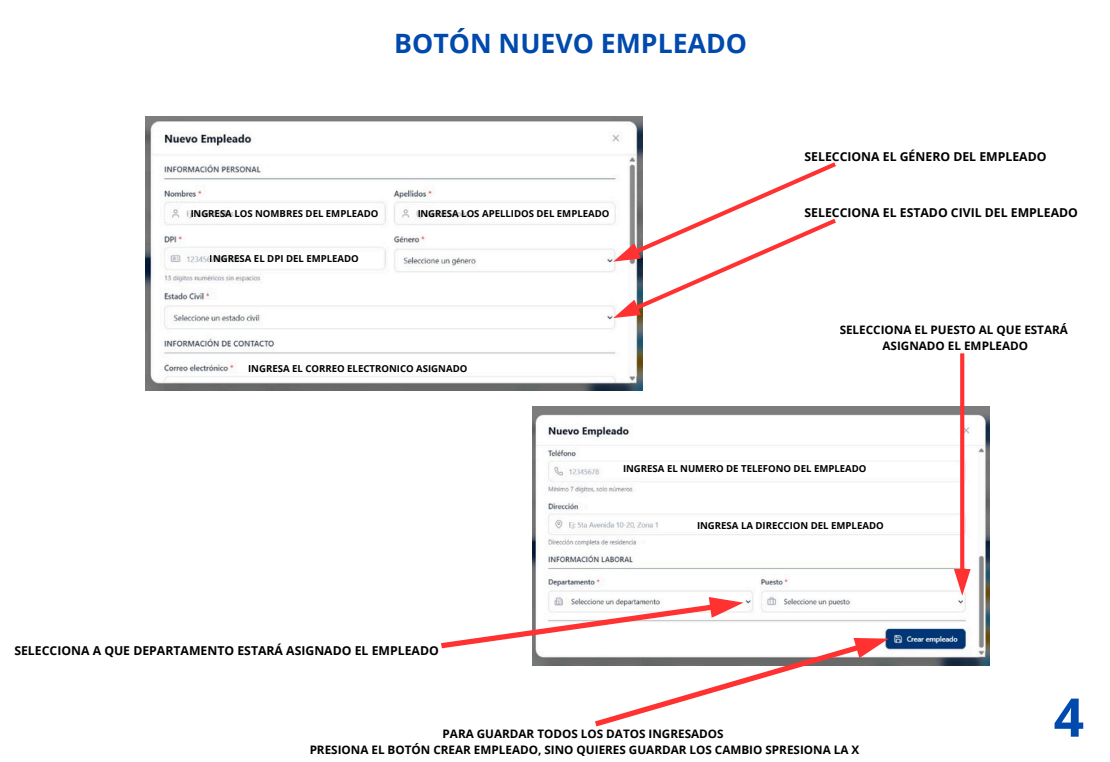 BOTÓN NUEVO EMPLEADO
Nuevo Empleado
INFORMACIÓN PERSONAL
SELECCIONA EL GÉNERO DEL EMPLEADO
Nombres *
Apellidos *
INGRESA LOS NOMBRES DEL EMPLEADO
INGRESA LOS APELLIDOS DEL EMPLEADO
SELECCIONA EL ESTADO CIVIL DEL EMPLEADO
DPI *
Género *
INGRESA EL DPI DEL EMPLEADO
Seleccione un género
13 dígitos numéricos sin espacios
Estado Civil *
Seleccione un estado civil
INFORMACIÓN DE CONTACTO
Correo electrónico *
INGRESA EL CORREO ELECTRONICO ASIGNADO
SELECCIONA EL PUESTO AL QUE ESTARÁ
ASIGNADO EL EMPLEADO
Nuevo Empleado
Teléfono
12345678
INGRESA EL NUMERO DE TELEFONO DEL EMPLEADO
Mínimo 7 dígitos, solo números
Dirección
Ej: 5ta Avenida 10-20, Zona 1
INGRESA LA DIRECCION DEL EMPLEADO
Dirección completa de residencia
INFORMACIÓN LABORAL
Departamento *
Puesto *
Seleccione un departamento
Seleccione un puesto
Crear empleado
SELECCIONA A QUE DEPARTAMENTO ESTARÁ ASIGNADO EL EMPLEADO
PARA GUARDAR TODOS LOS DATOS INGRESADOS
PRESIONA EL BOTÓN CREAR EMPLEADO, SINO QUIERES GUARDAR LOS CAMBIO SPRESIONA LA X
4